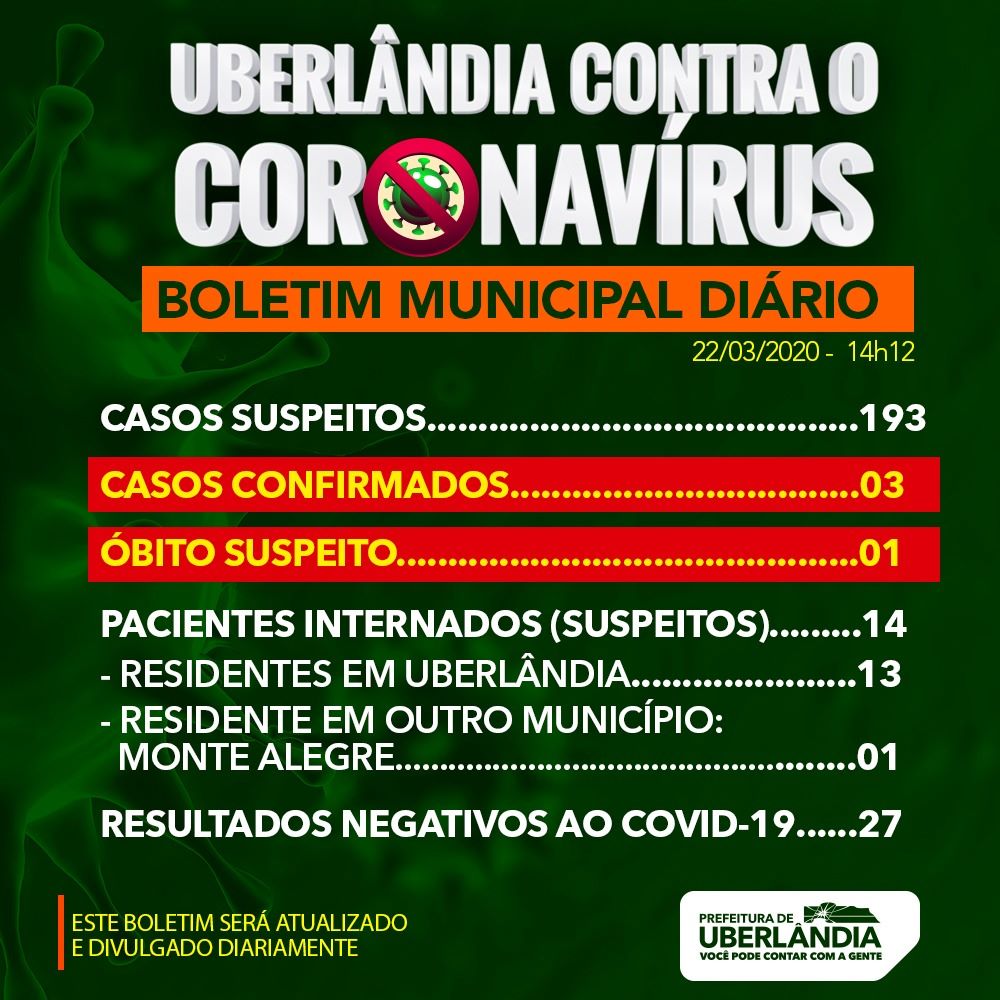 UBERLÂNDIA CONTRA O
CORONAVÍRUS
BOLETIM MUNICIPAL DIÁRIO
22/03/2020 - 14h12
CASOS SUSPEITOS..........................................193
CASOS CONFIRMADOS..................................03
ÓBITO SUSPEITO.............................................01
PACIENTES INTERNADOS (SUSPEITOS).........14
- RESIDENTES EM UBERLÂNDIA......................13
- RESIDENTE EM OUTRO MUNICÍPIO:
MONTE ALEGRE.............................................01
RESULTADOS NEGATIVOS AO COVID-19......27
ESTE BOLETIM SERÁ ATUALIZADO
E DIVULGADO DIARIAMENTE
PREFEITURA DE
UBERLÂNDIA
VOCÊ PODE CONTAR COM A GENTE